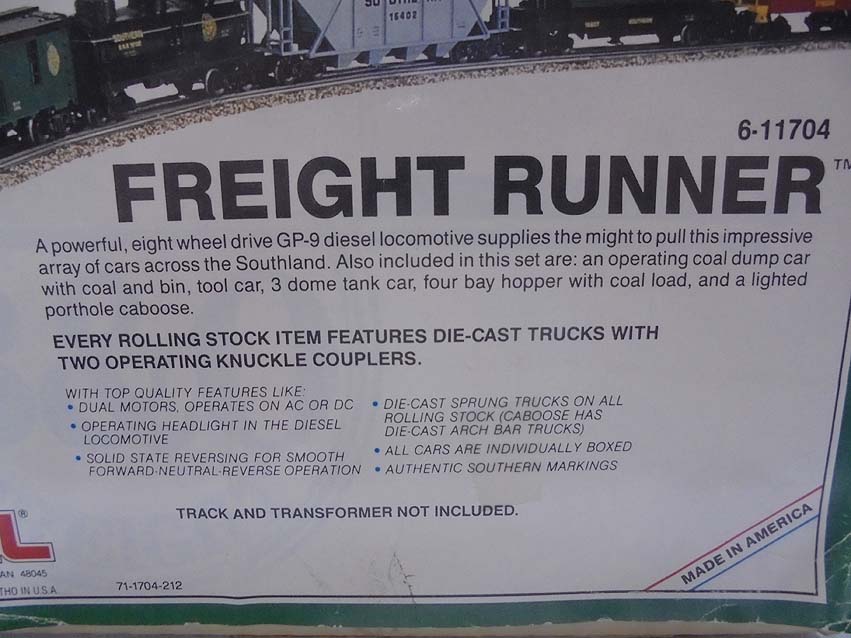 SOUTHERN
16402
6-11704
FREIGHT RUNNER™
A powerful, eight wheel drive GP-9 diesel locomotive supplies the might to pull this impressive
array of cars across the Southland. Also included in this set are: an operating coal dump car
with coal and bin, tool car, 3 dome tank car, four bay hopper with coal load, and a lighted
porthole caboose.
EVERY ROLLING STOCK ITEM FEATURES DIE-CAST TRUCKS WITH
TWO OPERATING KNUCKLE COUPLERS.
WITH TOP QUALITY FEATURES LIKE:
• DUAL MOTORS, OPERATES ON AC OR DC
• OPERATING HEADLIGHT IN THE DIESEL
LOCOMOTIVE
• SOLID STATE REVERSING FOR SMOOTH
FORWARD-NEUTRAL-REVERSE OPERATION
• DIE-CAST SPRUNG TRUCKS ON ALL
ROLLING STOCK (CABOOSE HAS
DIE-CAST ARCH BAR TRUCKS)
• ALL CARS ARE INDIVIDUALLY BOXED
• AUTHENTIC SOUTHERN MARKINGS
TRACK AND TRANSFORMER NOT INCLUDED.
L®
AN 48045
THO IN U.S.A.
71-1704-212
MADE IN AMERICA